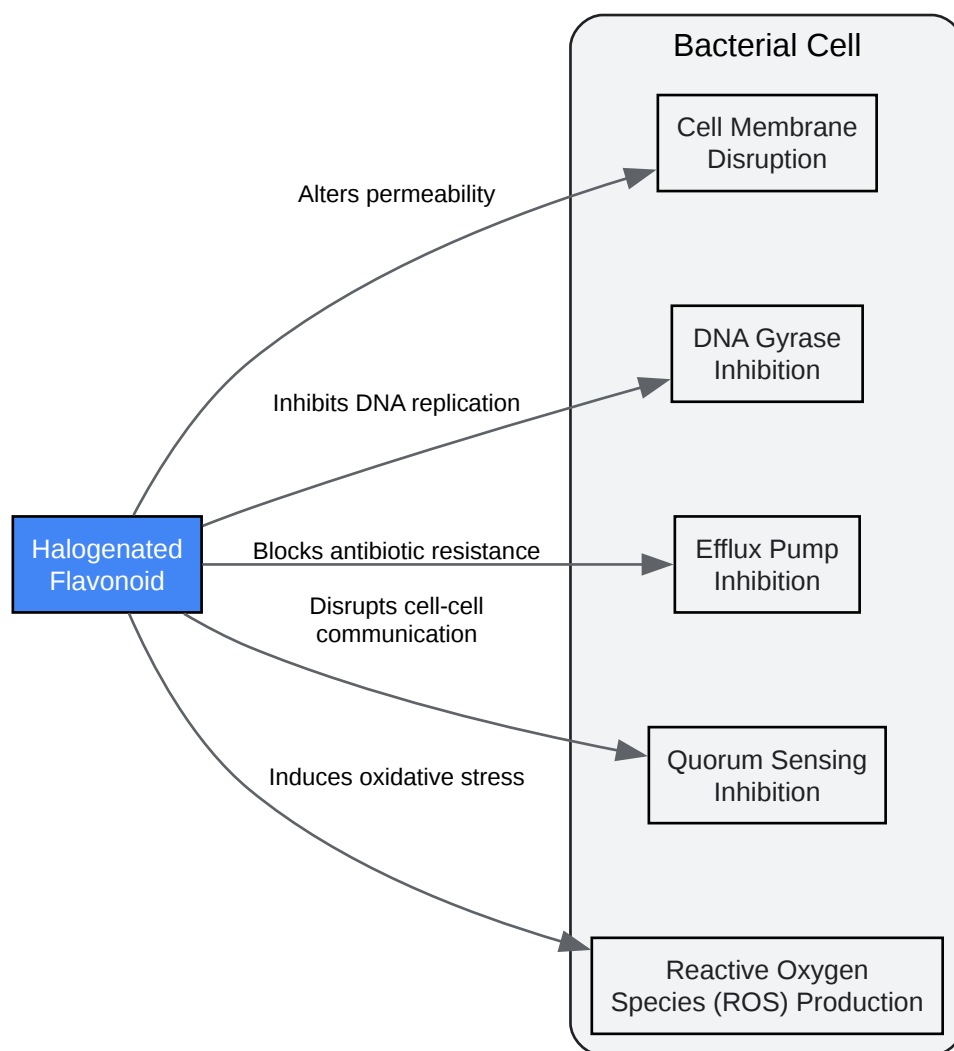 Bacterial Cell
Cell Membrane
Disruption
Alters permeability
DNA Gyrase
Inhibition
Inhibits DNA replication
Halogenated
Flavonoid
Blocks antibiotic resistance
Efflux Pump
Inhibition
Disrupts cell-cell
communication
Quorum Sensing
Inhibition
Induces oxidative stress
Reactive Oxygen
Species (ROS) Production